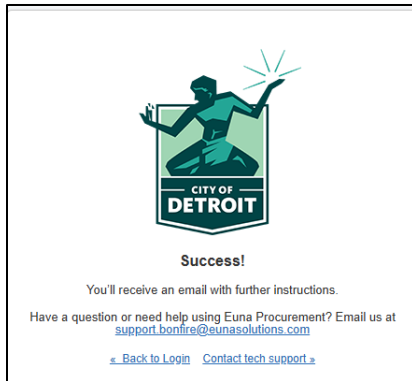 CITY OF
DETROIT
Success!
You'll receive an email with further instructions.
Have a question or need help using Euna Procurement? Email us at
support.bonfire@eunasolutions.com
« Back to Login Contact tech support »